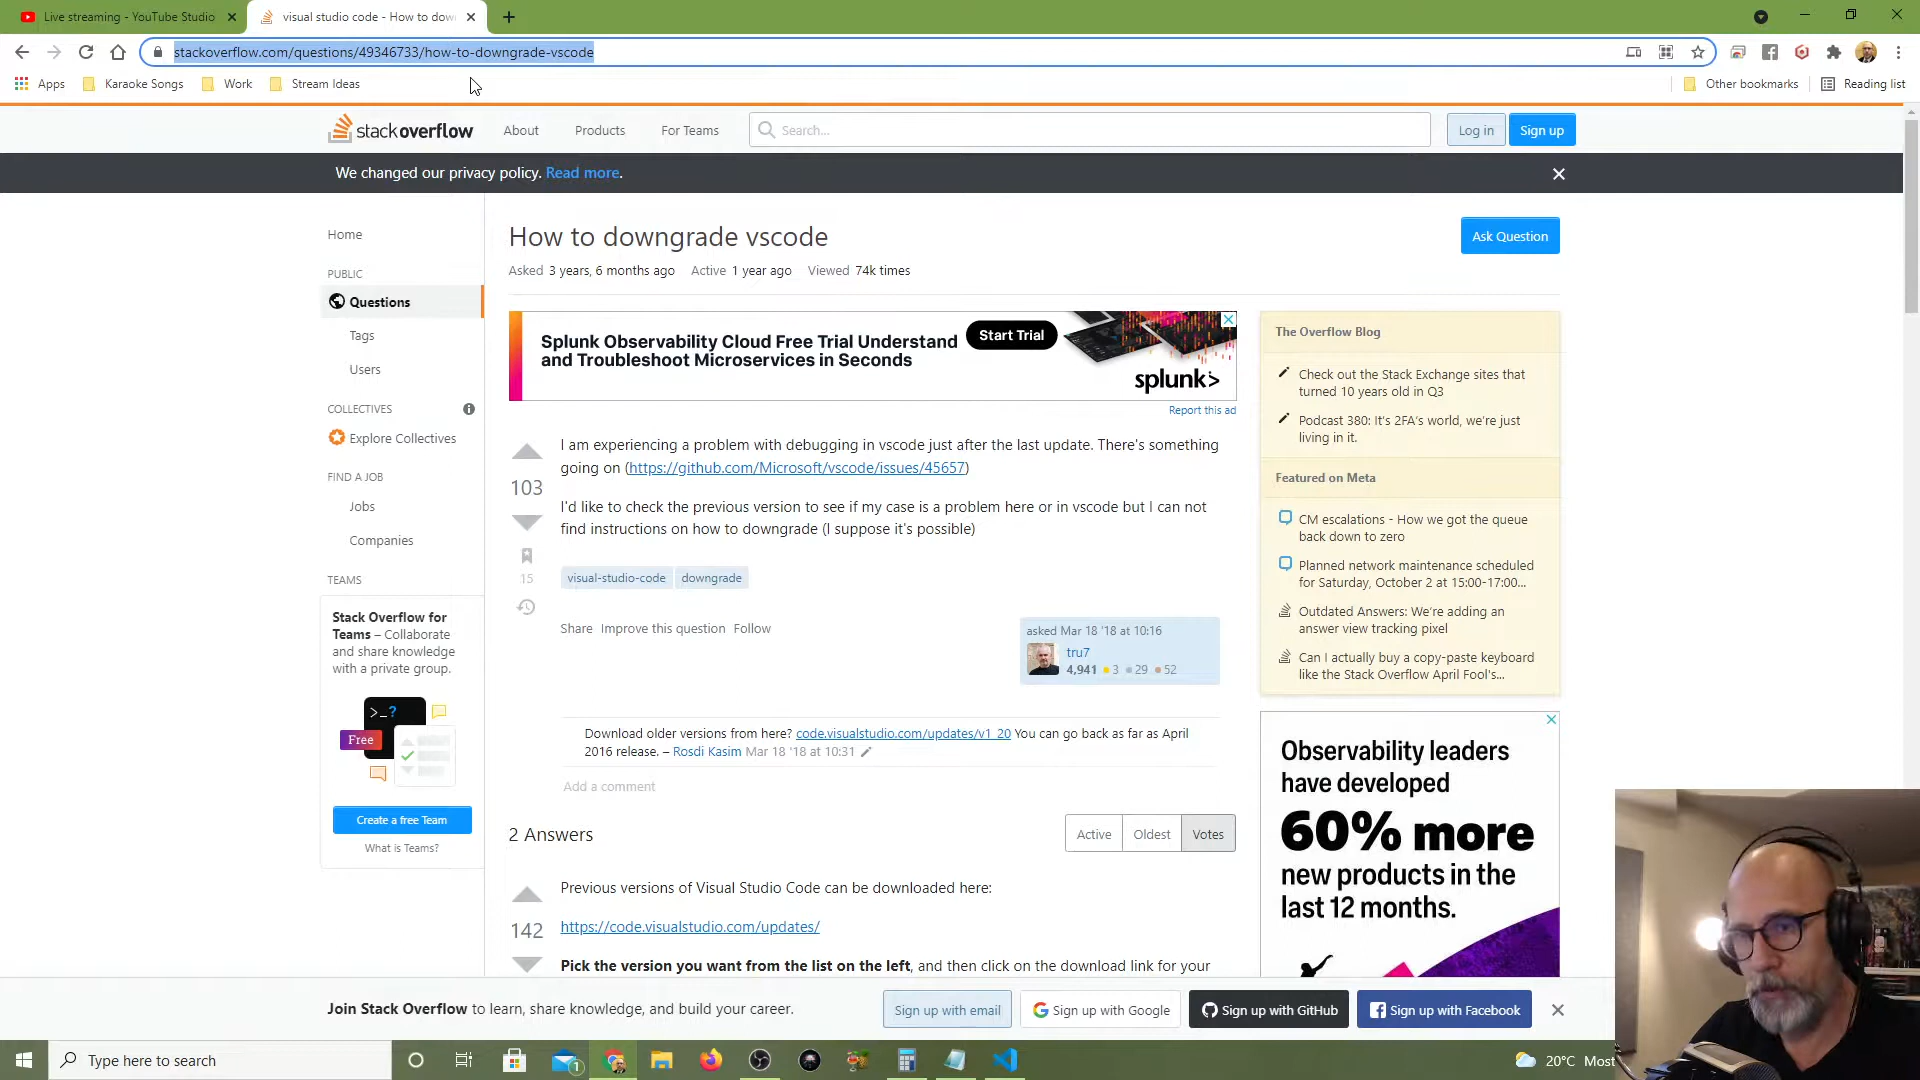 Live streaming - YouTube Studio
visual studio code - How to dow
stackoverflow.com/questions/49346733/how-to-downgrade-vscode
Apps
Karaoke Songs
Work
Stream Ideas
Other bookmarks
Reading list
stackoverflow
About
Products
For Teams
Search...
Log in
Sign up
We changed our privacy policy. Read more.
Home
PUBLIC
Questions
Tags
Users
COLLECTIVES
Explore Collectives
FIND A JOB
Jobs
Companies
TEAMS
Stack Overflow for
Teams – Collaborate
and share knowledge
with a private group.
>_?
Free
Create a free Team
What is Teams?
How to downgrade vscode
Ask Question
Asked 3 years, 6 months ago Active 1 year ago Viewed 74k times
Splunk Observability Cloud Free Trial Understand
and Troubleshoot Microservices in Seconds
Start Trial
splunk>
Report this ad
I am experiencing a problem with debugging in vscode just after the last update. There's something
going on (https://github.com/Microsoft/vscode/issues/45657)
103
I'd like to check the previous version to see if my case is a problem here or in vscode but I can not
find instructions on how to downgrade (I suppose it's possible)
15
visual-studio-code
downgrade
Share Improve this question Follow
asked Mar 18 '18 at 10:16
tru7
4,941 3 29 52
Download older versions from here? code.visualstudio.com/updates/v1_20 You can go back as far as April
2016 release. – Rosdi Kasim Mar 18 '18 at 10:31
Add a comment
2 Answers
Active
Oldest
Votes
Previous versions of Visual Studio Code can be downloaded here:
142
https://code.visualstudio.com/updates/
Pick the version you want from the list on the left, and then click on the download link for your
The Overflow Blog
Check out the Stack Exchange sites that
turned 10 years old in Q3
Podcast 380: It's 2FA's world, we're just
living in it.
Featured on Meta
CM escalations - How we got the queue
back down to zero
Planned network maintenance scheduled
for Saturday, October 2 at 15:00-17:00...
Outdated Answers: We're adding an
answer view tracking pixel
Can I actually buy a copy-paste keyboard
like the Stack Overflow April Fool's...
Observability leaders
have developed
60% more
new products in the
last 12 months.
Join Stack Overflow to learn, share knowledge, and build your career.
Sign up with email
Sign up with Google
Sign up with GitHub
Sign up with Facebook
Type here to search
1
20°C Most